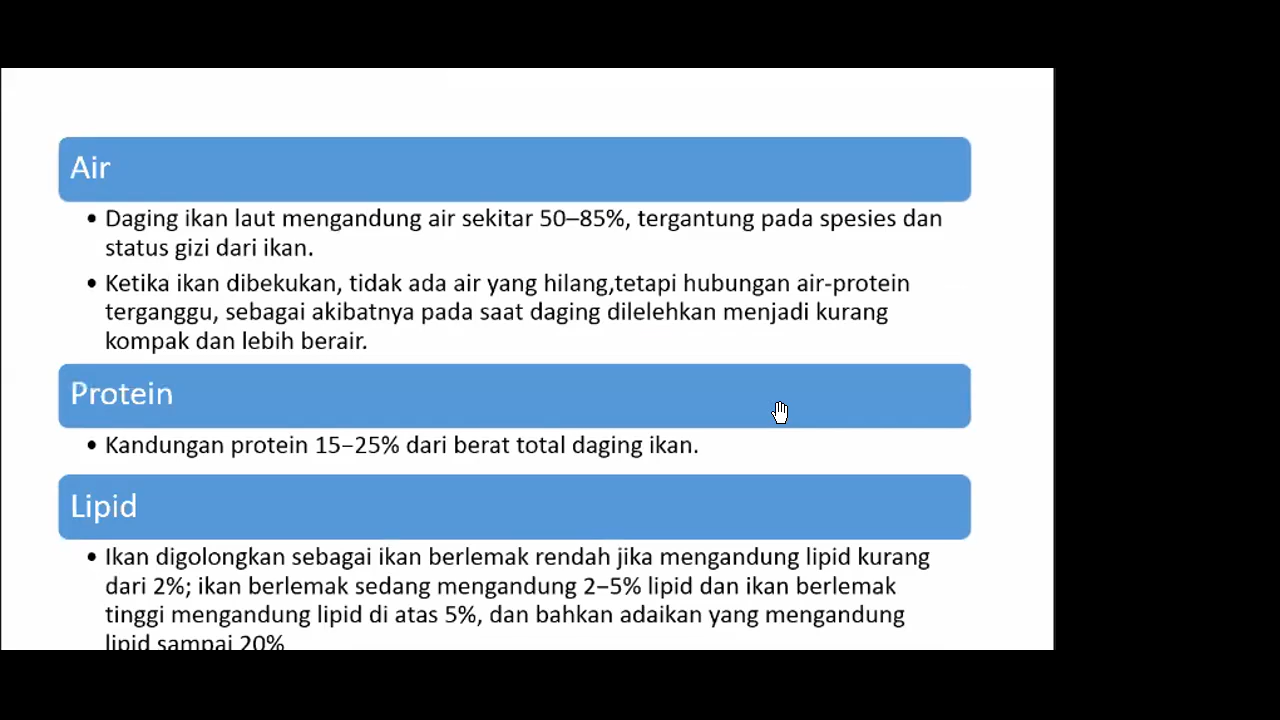 Air
• Daging ikan laut mengandung air sekitar 50–85%, tergantung pada spesies dan
status gizi dari ikan.
• Ketika ikan dibekukan, tidak ada air yang hilang,tetapi hubungan air-protein
terganggu, sebagai akibatnya pada saat daging dilelehkan menjadi kurang
kompak dan lebih berair.
Protein
• Kandungan protein 15–25% dari berat total daging ikan.
Lipid
• Ikan digolongkan sebagai ikan berlemak rendah jika mengandung lipid kurang
dari 2%; ikan berlemak sedang mengandung 2–5% lipid dan ikan berlemak
tinggi mengandung lipid di atas 5%, dan bahkan adaikan yang mengandung
lipid sampai 20%